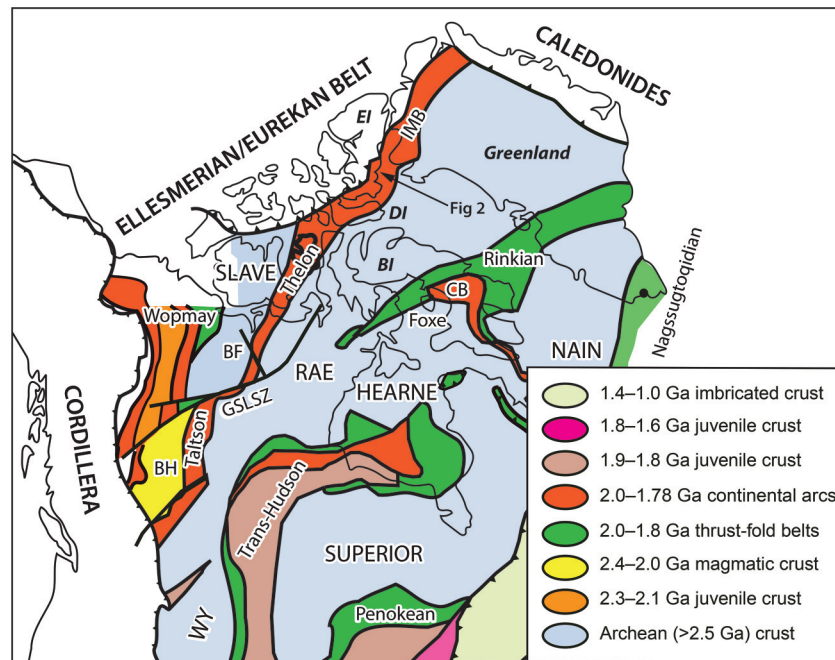 CALEDONIDES
ELLESMERIAN/EUREKAN BELT
EI
IMB
Greenland
Fig 2
DI
SLAVE
Thelon
BI
Rinkian
CB
Nagssugtoqidian
Wopmay
Foxe
BF
RAE
NAIN
HEARNE
GSLSZ
CORDILLERA
Taltson
BH
Trans-Hudson
SUPERIOR
WY
Penokean
1.4–1.0 Ga imbricated crust
1.8–1.6 Ga juvenile crust
1.9–1.8 Ga juvenile crust
2.0–1.78 Ga continental arcs
2.0–1.8 Ga thrust-fold belts
2.4–2.0 Ga magmatic crust
2.3–2.1 Ga juvenile crust
Archean (>2.5 Ga) crust